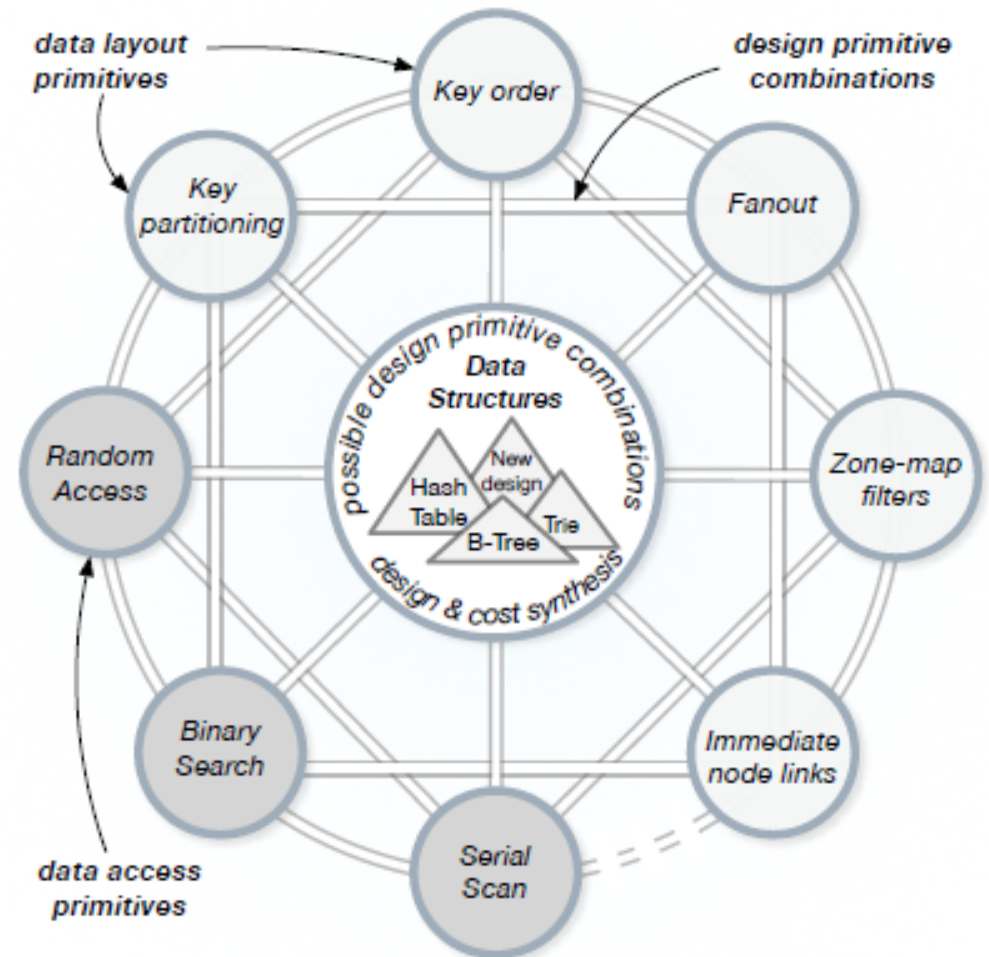 data layout
primitives
design primitive
combinations
Key order
Key
partitioning
Fanout
possible design primitive combinations
Data
Structures
New
design
Hash
Table
Trie
B-Tree
design & cost synthesis
Random
Access
Zone-map
filters
Binary
Search
Immediate
node links
Serial
Scan
data access
primitives